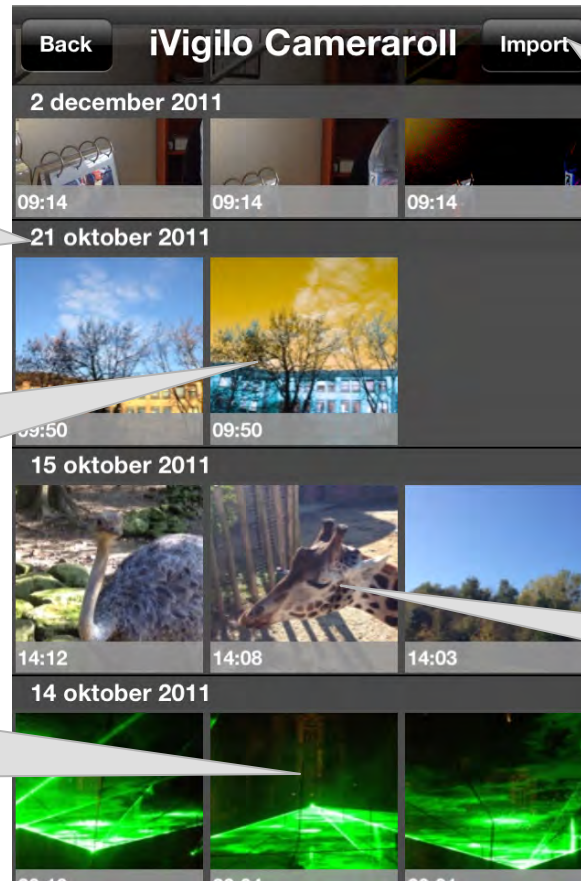 Back iVigilo Cameraroll Import
2 december 2011
09:14 09:14 09:14
21 oktober 2011
09:50 09:50
15 oktober 2011
14:12 14:08 14:03
14 oktober 2011